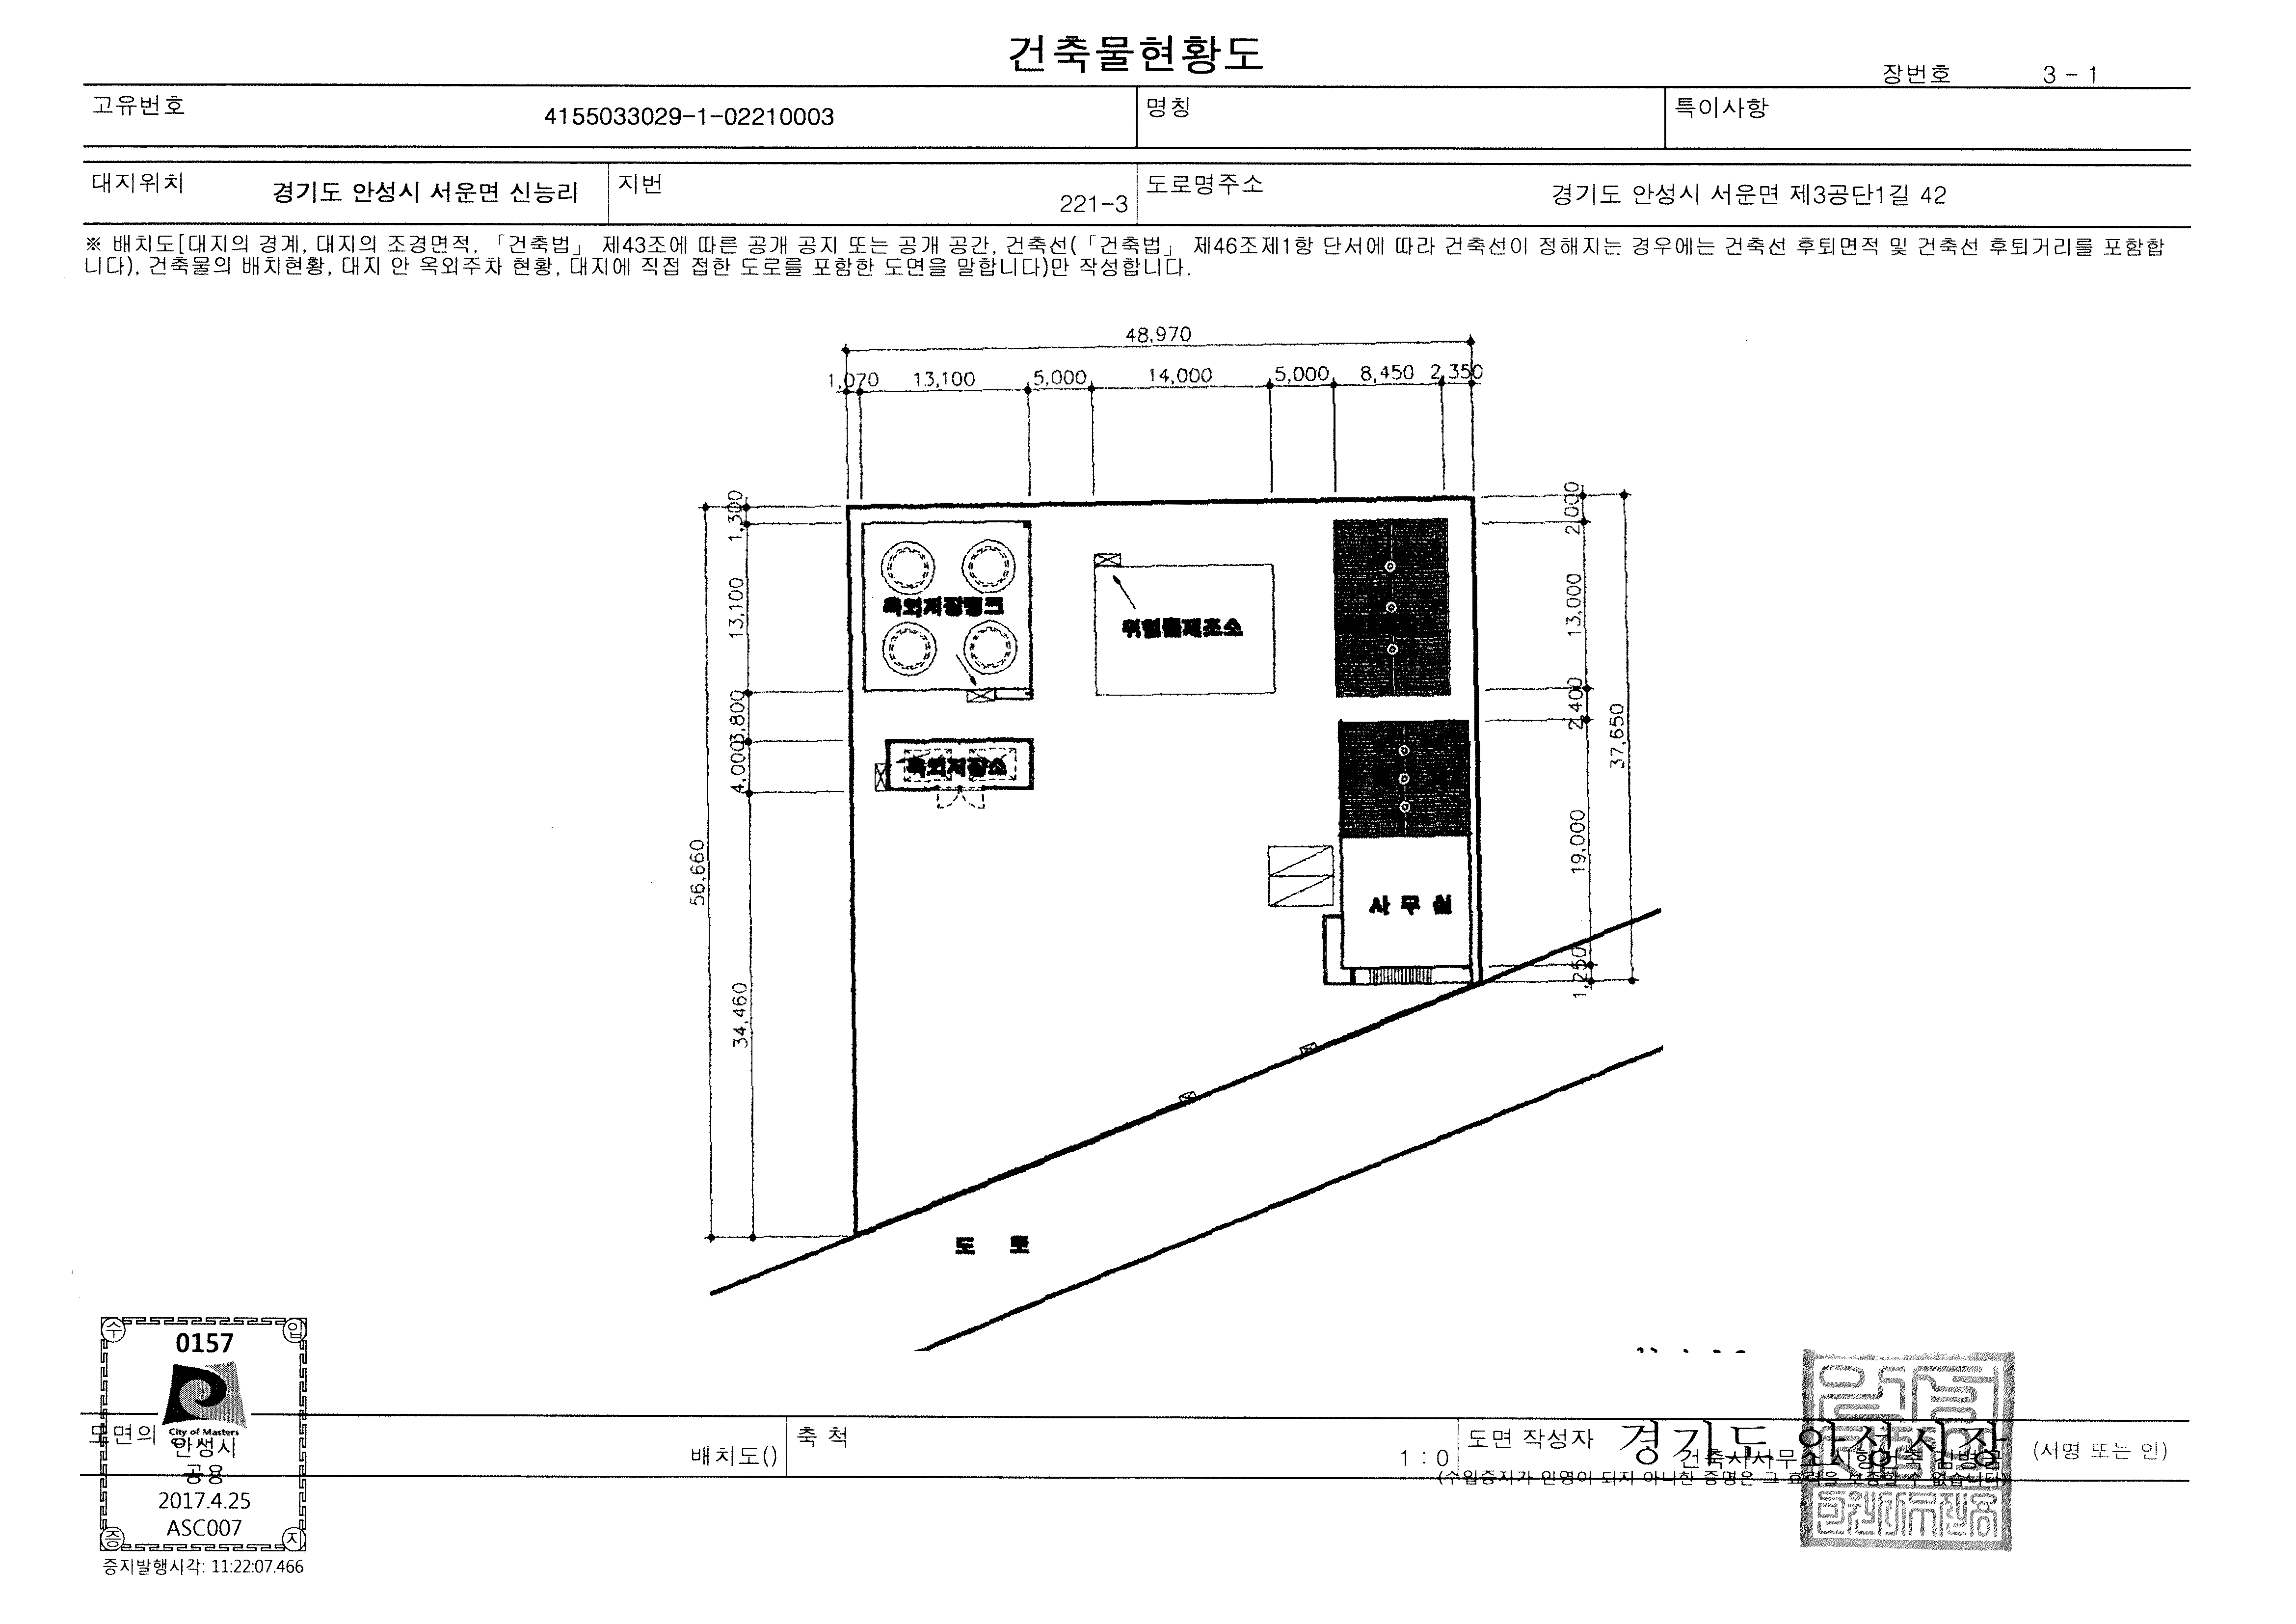 건축물현황도
장번호 3 - 1
고유번호 4155033029-1-02210003 명칭 특이사항
대지위치 경기도 안성시 서운면 신능리 지번 221-3 도로명주소 경기도 안성시 서운면 제3공단1길 42
※ 배치도[대지의 경계, 대지의 조경면적, 「건축법」 제43조에 따른 공개 공지 또는 공개 공간, 건축선(「건축법」 제46조제1항 단서에 따라 건축선이 정해지는 경우에는 건축선 후퇴면적 및 건축선 후퇴거리를 포함합
니다), 건축물의 배치현황, 대지 안 옥외주차 현황, 대지에 직접 접한 도로를 포함한 도면을 말합니다)만 작성합니다.
48,970
1,070 13,100 5,000 14,000 5,000 8,450 2,350
1,300
13,100
3,800
4,000
56,660
34,460
2,000
13,000
2,400
37,650
19,000
1,250
옥외저장탱크
위험물제조소
옥외저장소
사 무 실
도 로
수 입
0157
City of Masters
안성시
공용
2017.4.25
ASC007
증 지
증지발행시각: 11:22:07.466
도면의
배치도()
축 척 1 : 0
도면 작성자
경기도 안성시장
(서명 또는 인)
(수입증지가 인영이 되지 아니한 증명은 그 효력을 보증할 수 없습니다)